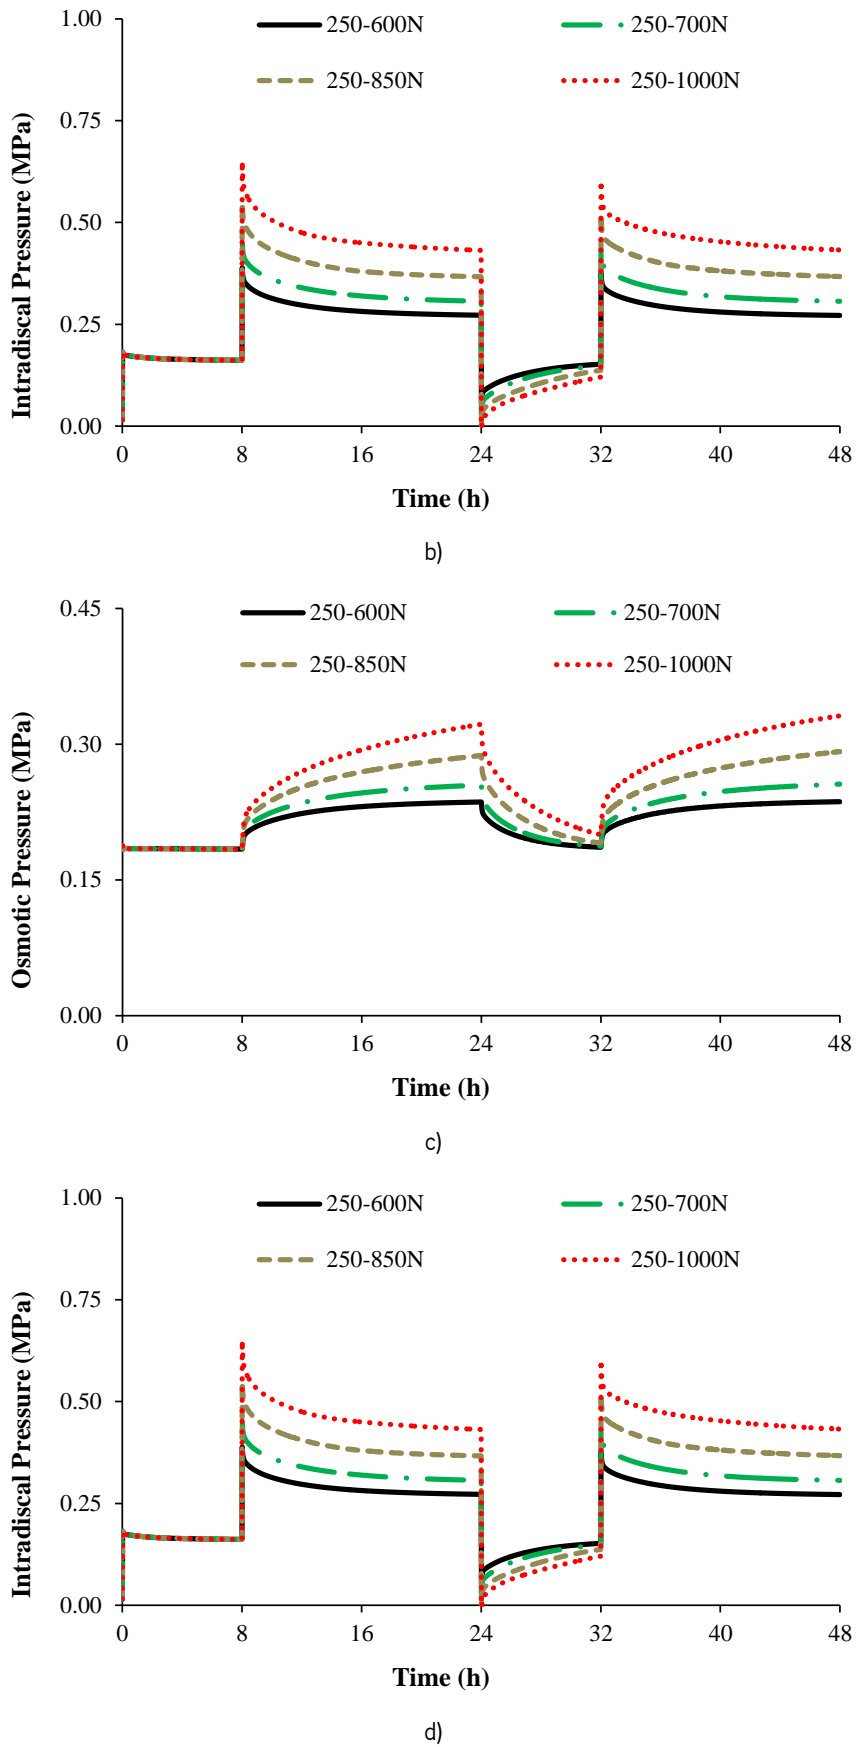 1.00
250-600N
250-700N
250-850N
250-1000N
0.75
0.50
0.25
0.00
Intradiscal Pressure (MPa)
0 8 16 24 32 40 48
Time (h)
b)
0.45
250-600N
250-700N
250-850N
250-1000N
0.30
0.15
0.00
Osmotic Pressure (MPa)
0 8 16 24 32 40 48
Time (h)
c)
1.00
250-600N
250-700N
250-850N
250-1000N
0.75
0.50
0.25
0.00
Intradiscal Pressure (MPa)
0 8 16 24 32 40 48
Time (h)
d)